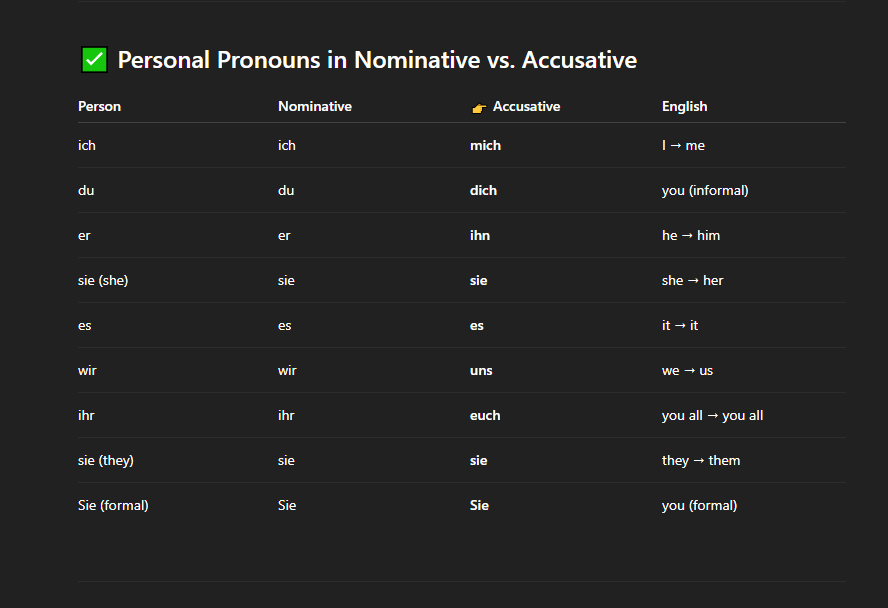 ✅ Personal Pronouns in Nominative vs. Accusative
Person Nominative 👉 Accusative English
ich ich mich I → me
du du dich you (informal)
er er ihn he → him
sie (she) sie sie she → her
es es es it → it
wir wir uns we → us
ihr ihr euch you all → you all
sie (they) sie sie they → them
Sie (formal) Sie Sie you (formal)